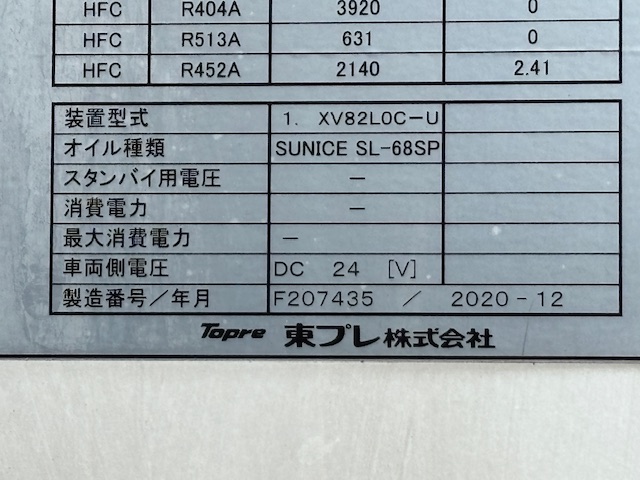 HFC R404A 3920 0
HFC R513A 631 0
HFC R452A 2140 2.41
装置型式 1. XV82L0C-U
オイル種類 SUNICE SL-68SP
スタンバイ用電圧 —
消費電力 —
最大消費電力 —
車両側電圧 DC 24 [V]
製造番号/年月 F207435 / 2020-12
Topre 東プレ株式会社